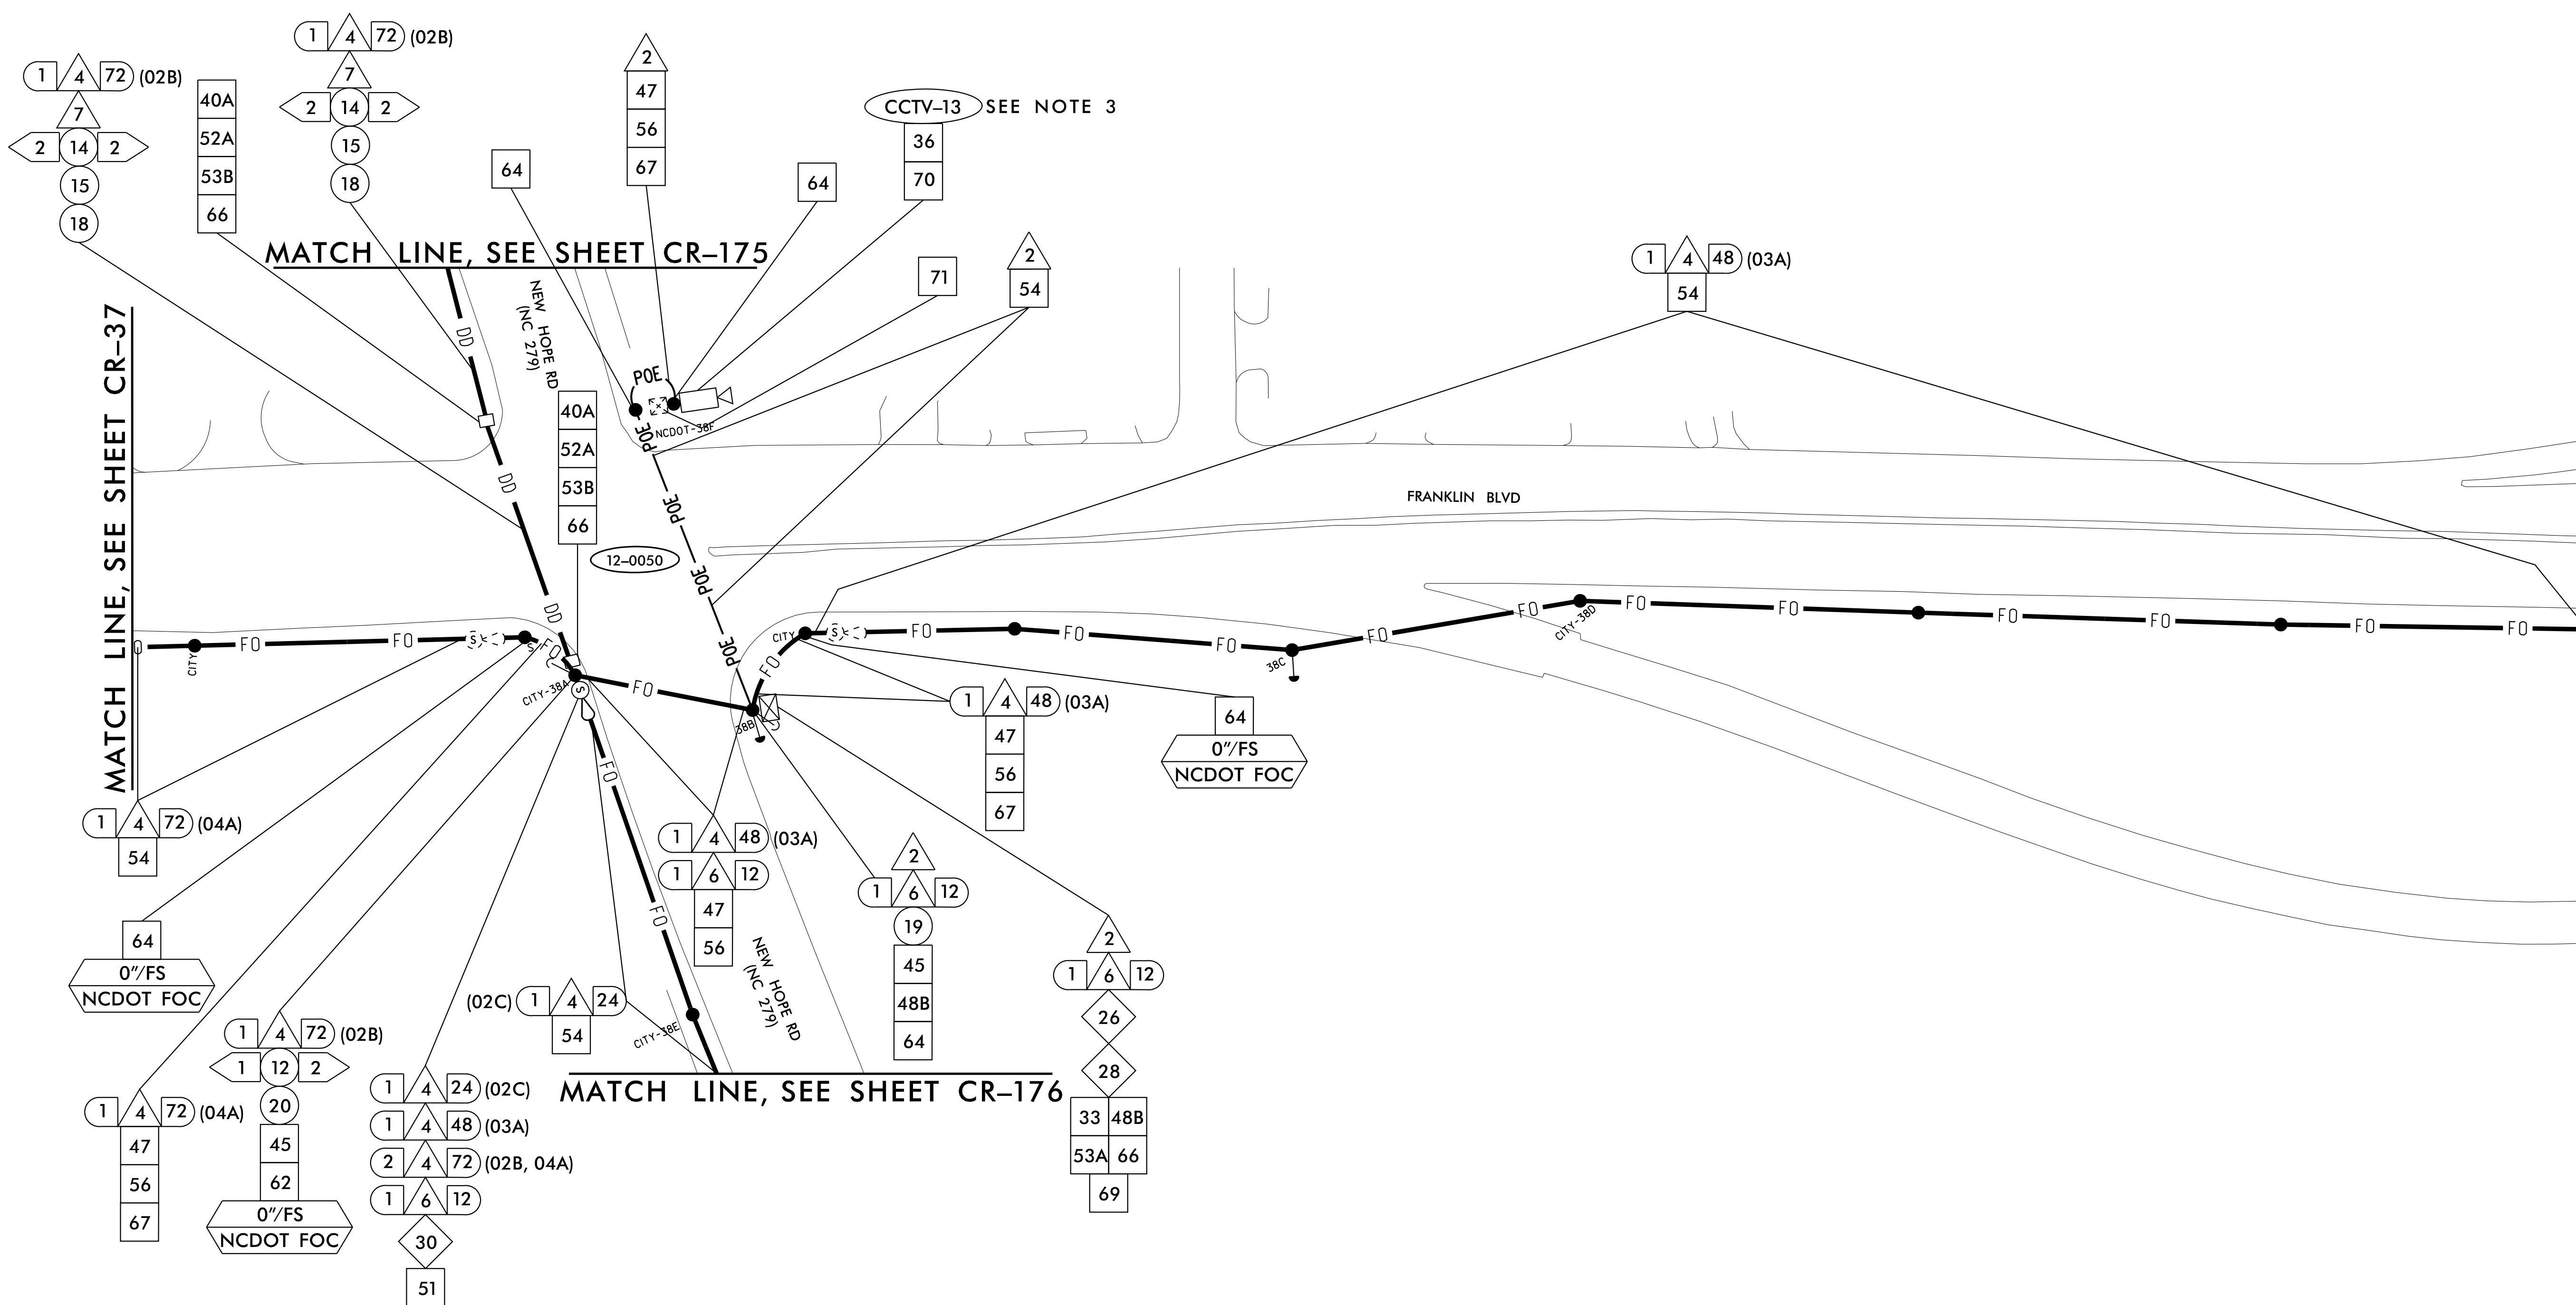 1 4 72 (02B)
7
2 14 2
15
18
40A
52A
53B
66
1 4 72 (02B)
7
2 14 2
15
18
64
2
47
56
67
64
CCTV–13 SEE NOTE 3
36
70
71
2
54
1 4 48 (03A)
54
MATCH LINE, SEE SHEET CR–175
MATCH LINE, SEE SHEET CR–37
NEW HOPE RD
(NC 279)
DD
DD
DD
POE
POE
NCDOT-38F
POE
POE
POE
40A
52A
53B
66
12–0050
FRANKLIN BLVD
FO
FO
S
S
FO
CITY
CITY-38A
S
FO
38B
FO
CITY
S
FO
FO
FO
38C
FO
FO
CITY-38D
FO
FO
FO
FO
FO
FO
FO
FO
CITY-38E
1 4 48 (03A)
47
56
67
64
0"/FS
NCDOT FOC
1 4 72 (04A)
54
1 4 48 (03A)
1 6 12
47
56
2
1 6 12
19
45
48B
64
2
1 6 12
26
28
33 48B
53A 66
69
64
0"/FS
NCDOT FOC
(02C) 1 4 24
54
NEW HOPE RD
(NC 279)
MATCH LINE, SEE SHEET CR–176
1 4 72 (04A)
47
56
67
1 4 72 (02B)
1 12 2
20
45
62
0"/FS
NCDOT FOC
1 4 24 (02C)
1 4 48 (03A)
2 4 72 (02B, 04A)
1 6 12
30
51